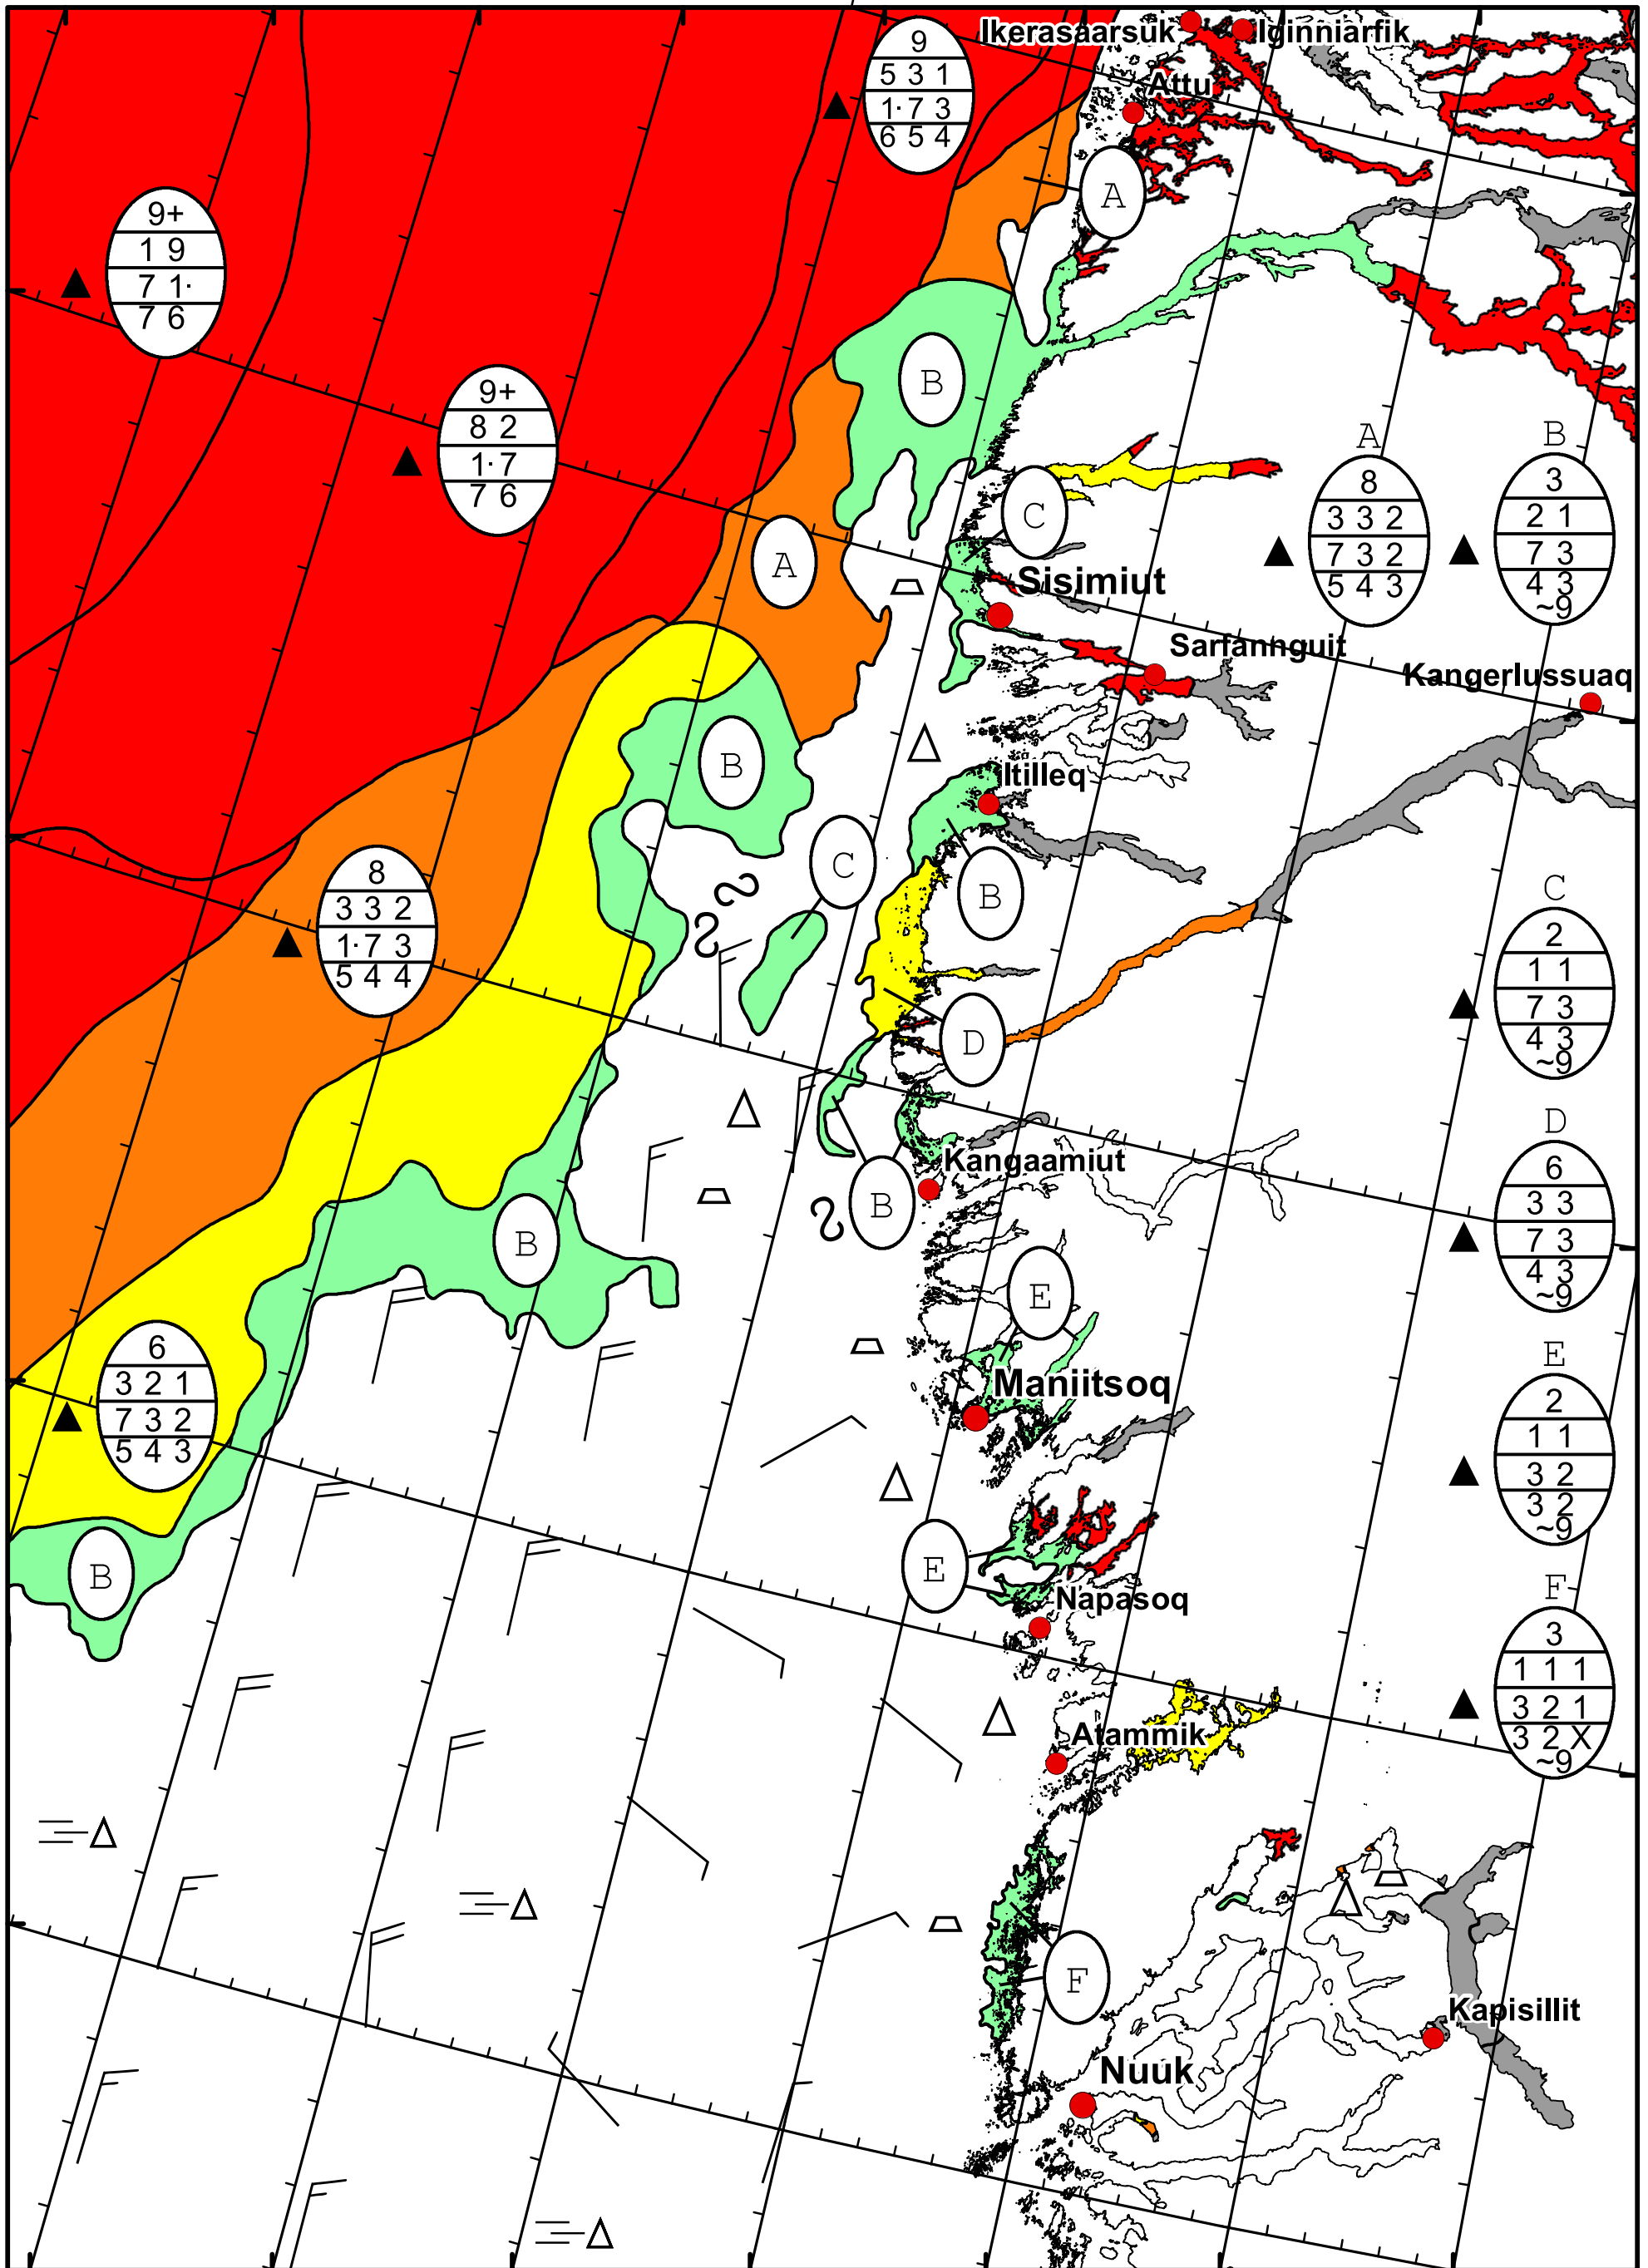 Ikerasaarsuk
Iginniarfik
Attu
9
5 3 1
1· 7 3
6 5 4
A
9+
1 9
7 1·
7 6
B
9+
8 2
1· 7
7 6
A
8
3 3 2
7 3 2
5 4 3
B
3
2 1
7 3
4 3
~9
C
A
Sisimiut
Sarfannguit
Kangerlussuaq
B
Itilleq
C
B
8
3 3 2
1· 7 3
5 4 4
C
2
1 1
7 3
4 3
~9
D
D
6
3 3
7 3
4 3
~9
Kangaamiut
B
B
E
6
3 2 1
7 3 2
5 4 3
Maniitsoq
E
2
1 1
3 2
3 2
~9
B
E
Napasoq
F
3
1 1 1
3 2 1
3 2 X
~9
Atammik
F
Kapisillit
Nuuk